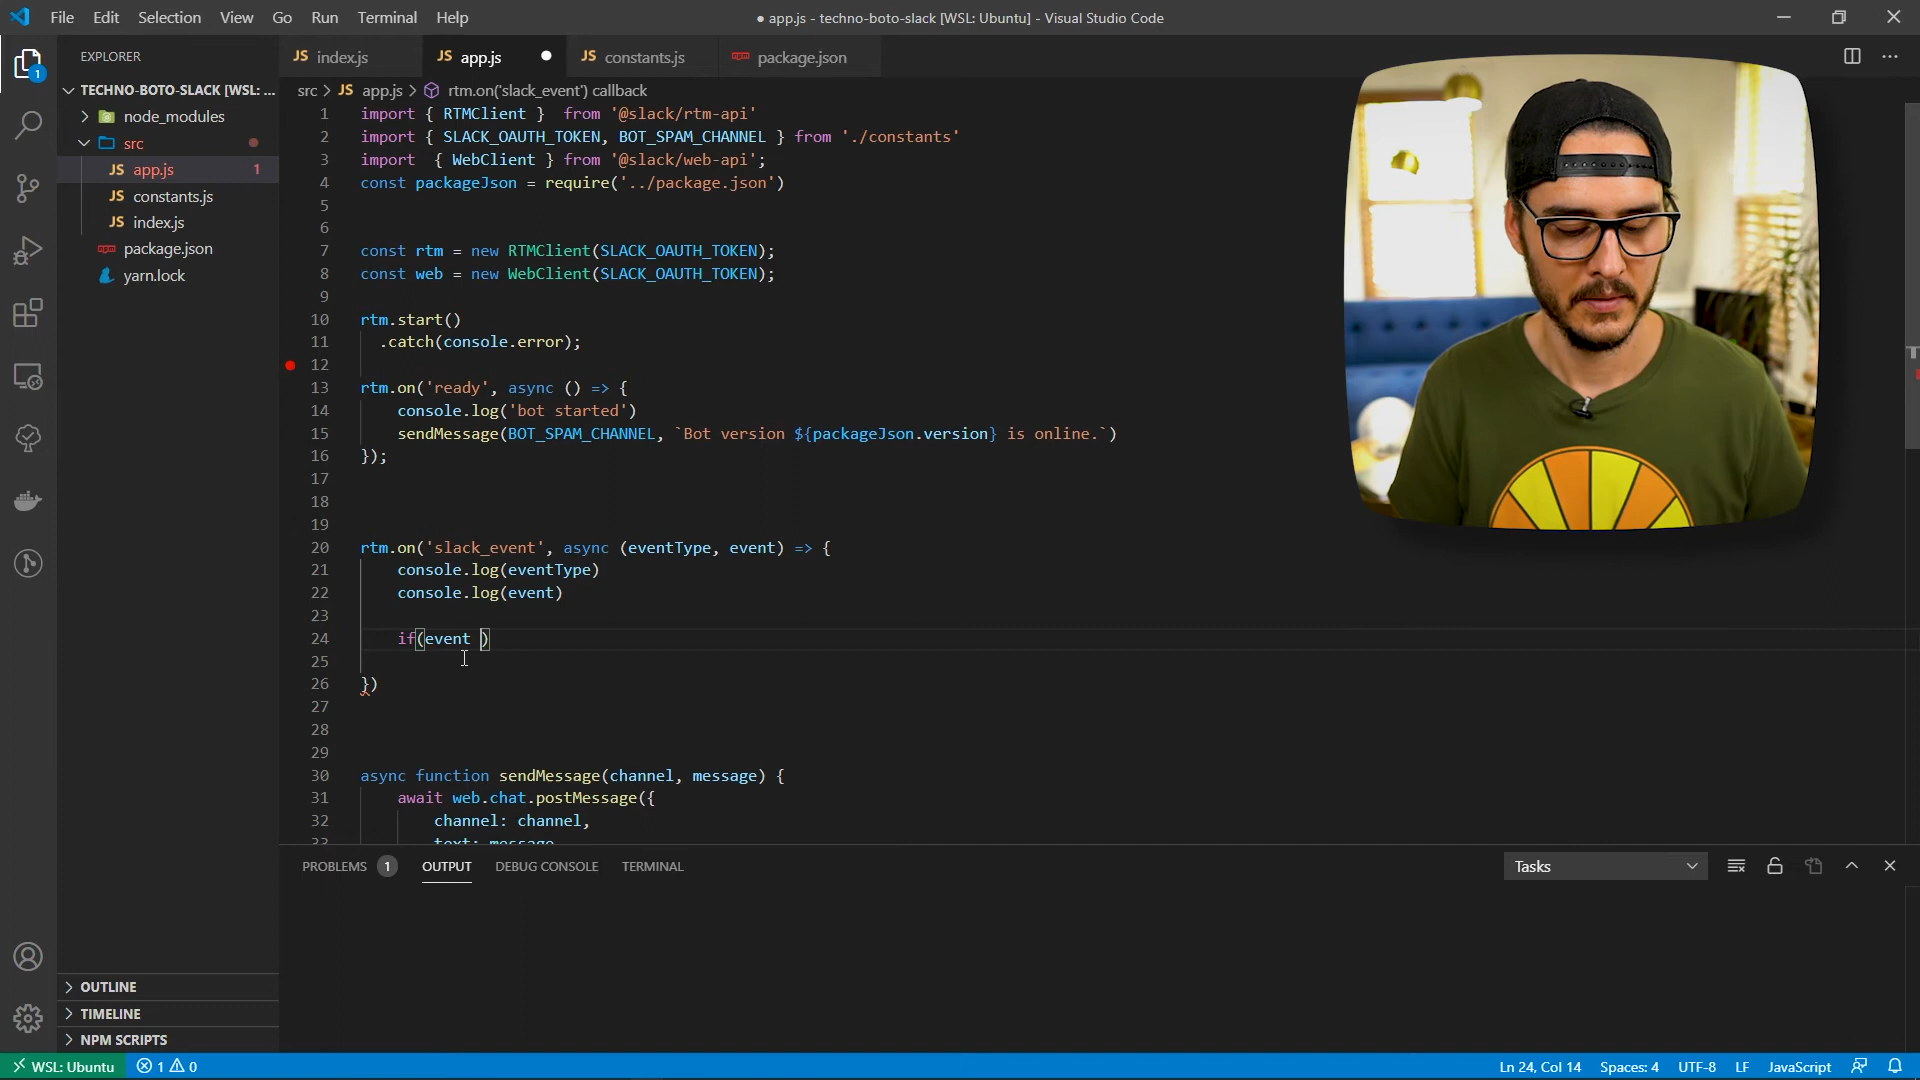 File Edit Selection View Go Run Terminal Help
● app.js - techno-boto-slack [WSL: Ubuntu] - Visual Studio Code
EXPLORER
JS index.js
JS app.js
JS constants.js
package.json
TECHNO-BOTO-SLACK [WSL: ...
node_modules
src
JS app.js 1
JS constants.js
JS index.js
package.json
yarn.lock
1
src > JS app.js > rtm.on('slack_event') callback
1 import { RTMClient }  from '@slack/rtm-api'
2 import { SLACK_OAUTH_TOKEN, BOT_SPAM_CHANNEL } from './constants'
3 import  { WebClient } from '@slack/web-api';
4 const packageJson = require('../package.json')
5
6
7 const rtm = new RTMClient(SLACK_OAUTH_TOKEN);
8 const web = new WebClient(SLACK_OAUTH_TOKEN);
9
10 rtm.start()
11   .catch(console.error);
12
13 rtm.on('ready', async () => {
14     console.log('bot started')
15     sendMessage(BOT_SPAM_CHANNEL, `Bot version ${packageJson.version} is online.`)
16 });
17
18
19
20 rtm.on('slack_event', async (eventType, event) => {
21     console.log(eventType)
22     console.log(event)
23
24     if(event )
25
26 })
27
28
29
30 async function sendMessage(channel, message) {
31     await web.chat.postMessage({
32         channel: channel,
33         text: message
PROBLEMS 1 OUTPUT DEBUG CONSOLE TERMINAL
Tasks
OUTLINE
TIMELINE
NPM SCRIPTS
WSL: Ubuntu 1 0
Ln 24, Col 14 Spaces: 4 UTF-8 LF JavaScript